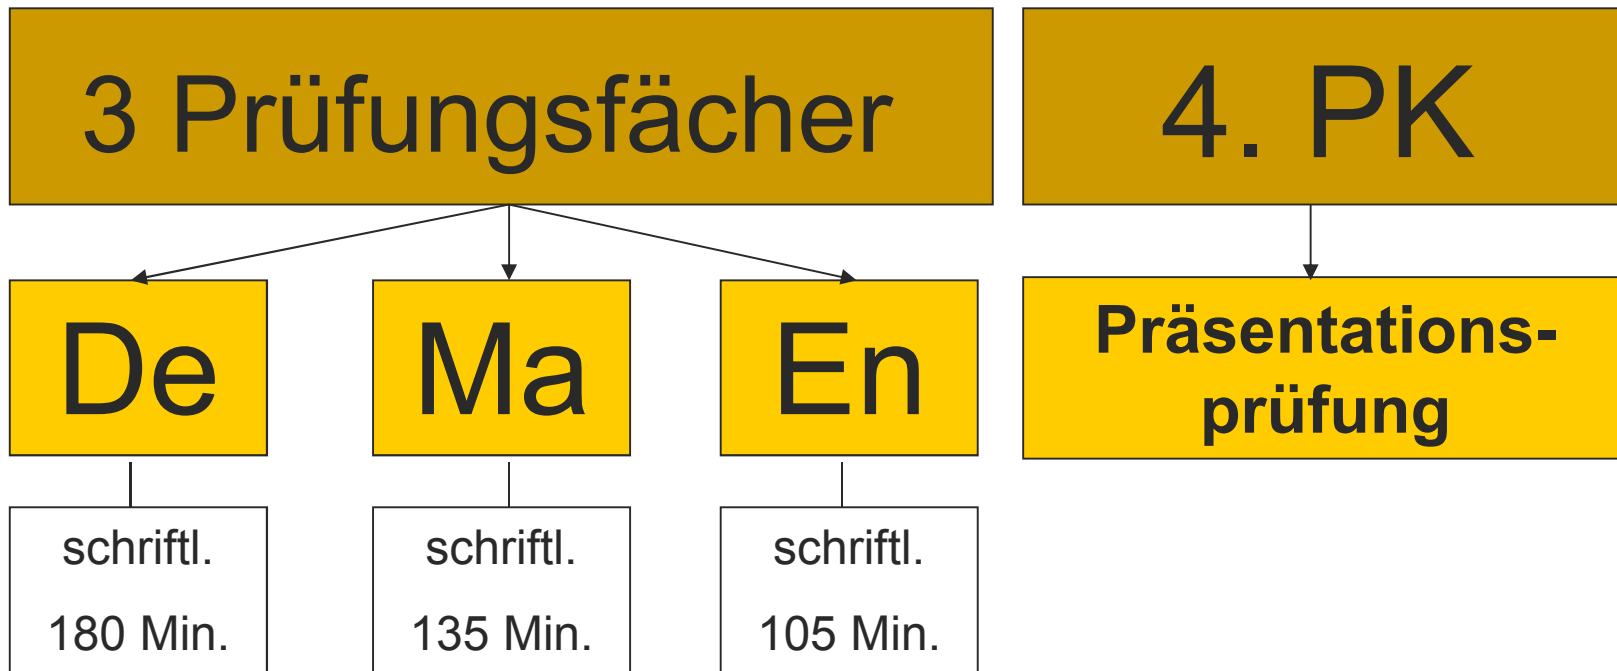 3 Prüfungsfächer
4. PK
De
Ma
En
Präsentations-
prüfung
schriftl.
180 Min.
schriftl.
135 Min.
schriftl.
105 Min.